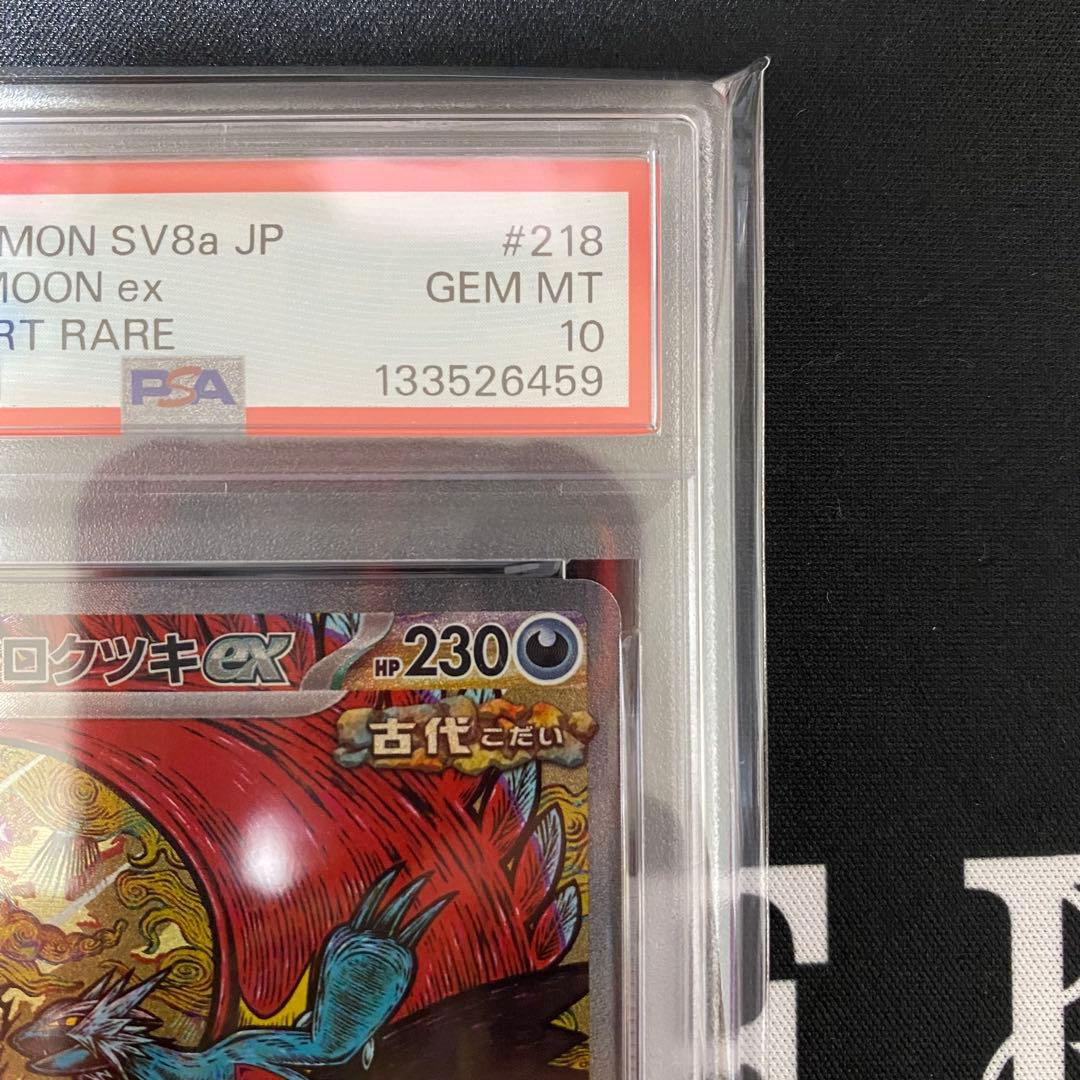 MON SV8a JP #218
MOON ex GEM MT
RT RARE 10
PSA 133526459
ロクツキex HP230
古代 こだい